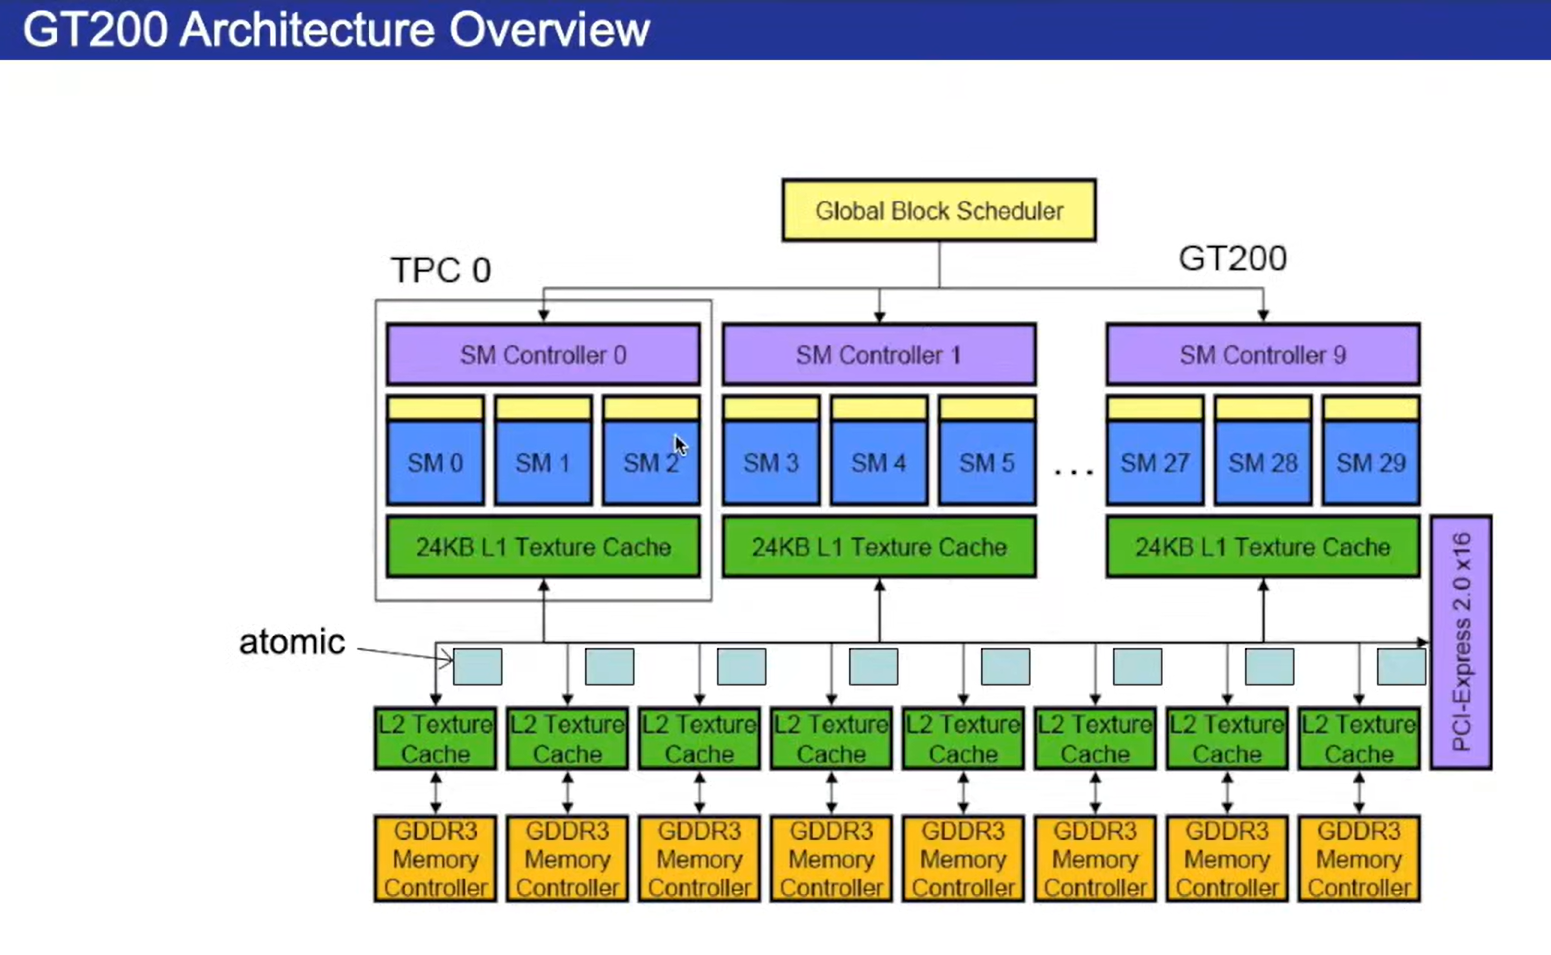 GT200 Architecture Overview
Global Block Scheduler
TPC 0
GT200
SM Controller 0
SM Controller 1
SM Controller 9
SM 0
SM 1
SM 2
SM 3
SM 4
SM 5
...
SM 27
SM 28
SM 29
24KB L1 Texture Cache
24KB L1 Texture Cache
24KB L1 Texture Cache
PCI-Express 2.0 x16
atomic
L2 Texture
Cache
L2 Texture
Cache
L2 Texture
Cache
L2 Texture
Cache
L2 Texture
Cache
L2 Texture
Cache
L2 Texture
Cache
L2 Texture
Cache
GDDR3
Memory
Controller
GDDR3
Memory
Controller
GDDR3
Memory
Controller
GDDR3
Memory
Controller
GDDR3
Memory
Controller
GDDR3
Memory
Controller
GDDR3
Memory
Controller
GDDR3
Memory
Controller